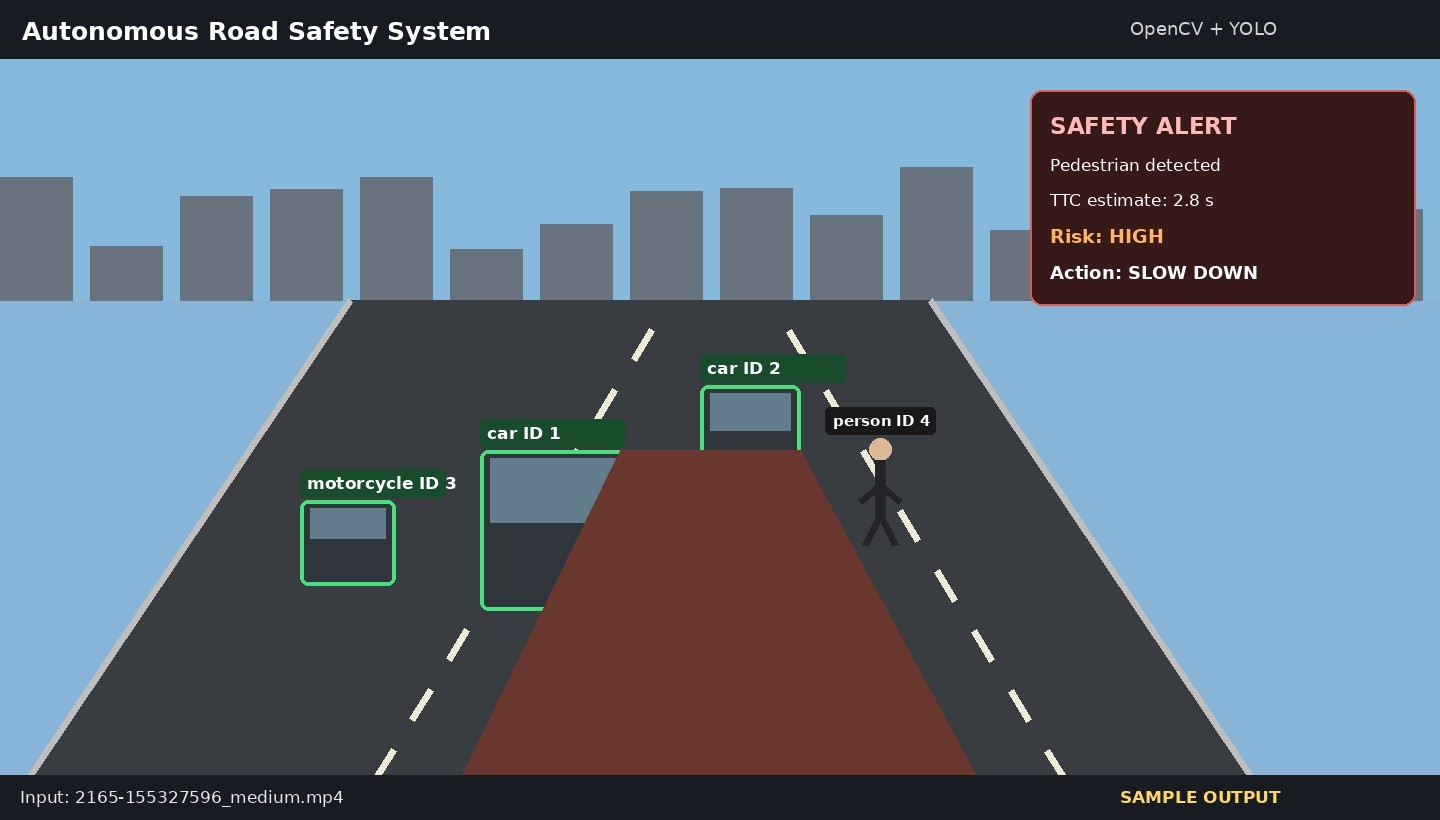 Autonomous Road Safety System
OpenCV + YOLO
SAFETY ALERT
Pedestrian detected
TTC estimate: 2.8 s
Risk: HIGH
Action: SLOW DOWN
car ID 2
person ID 4
car ID 1
motorcycle ID 3
Input: 2165-155327596_medium.mp4
SAMPLE OUTPUT